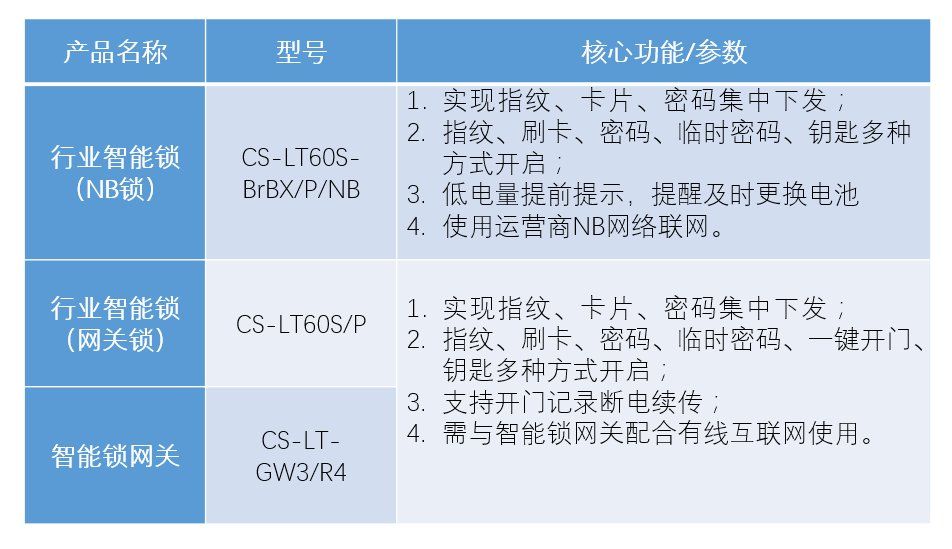 产品名称
型号
核心功能/参数
行业智能锁
（NB锁）
CS-LT60S-
BrBX/P/NB
1. 实现指纹、卡片、密码集中下发；
2. 指纹、刷卡、密码、临时密码、钥匙多种
方式开启；
3. 低电量提前提示，提醒及时更换电池
4. 使用运营商NB网络联网。
行业智能锁
（网关锁）
CS-LT60S/P
1. 实现指纹、卡片、密码集中下发；
2. 指纹、刷卡、密码、临时密码、一键开门、
钥匙多种方式开启；
3. 支持开门记录断电续传；
4. 需与智能锁网关配合有线互联网使用。
智能锁网关
CS-LT-
GW3/R4